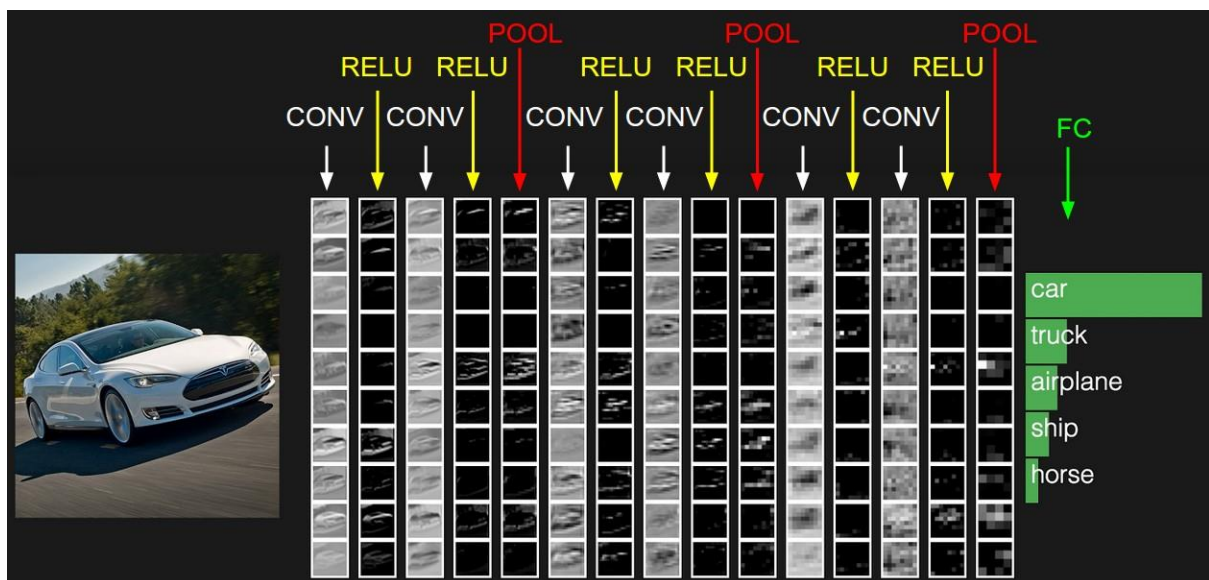 POOL POOL POOL
RELU RELU RELU RELU RELU RELU
CONV CONV CONV CONV CONV CONV
FC
car
truck
airplane
ship
horse